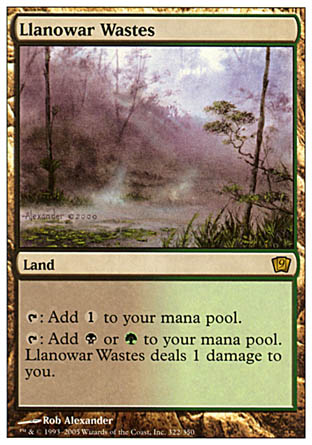 Llanowar Wastes
Alexander ©2000
Land
9
: Add 1 to your mana pool.
: Add or to your mana pool.
Llanowar Wastes deals 1 damage to
you.
Rob Alexander
™ & © 1993–2005 Wizards of the Coast, Inc. 322/350